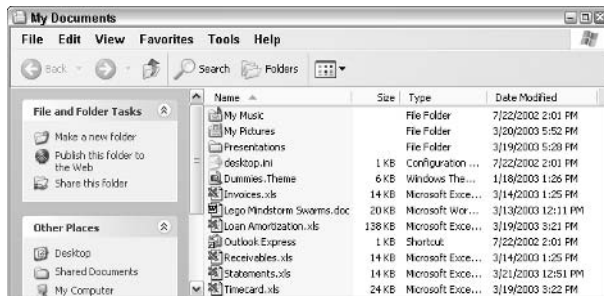 My Documents
File Edit View Favorites Tools Help
Back Search Folders
File and Folder Tasks
Make a new folder
Publish this folder to
the Web
Share this folder
Other Places
Desktop
Shared Documents
My Computer
Name Size Type Date Modified
My Music File Folder 7/22/2002 2:01 PM
My Pictures File Folder 3/20/2003 5:52 PM
Presentations File Folder 3/19/2003 5:28 PM
desktop.ini 1 KB Configuration ... 7/22/2002 2:01 PM
Dummies.Theme 6 KB Windows The... 1/18/2003 1:26 PM
Invoices.xls 14 KB Microsoft Exce... 3/14/2003 1:25 PM
Lego Mindstorm Swarms.doc 20 KB Microsoft Wor... 3/13/2003 12:11 PM
Loan Amortization.xls 138 KB Microsoft Exce... 3/19/2003 3:21 PM
Outlook Express 1 KB Shortcut 7/22/2002 2:01 PM
Receivables.xls 14 KB Microsoft Exce... 3/14/2003 1:25 PM
Statements.xls 14 KB Microsoft Exce... 3/21/2003 12:51 PM
Timecard.xls 24 KB Microsoft Exce... 3/19/2003 3:22 PM